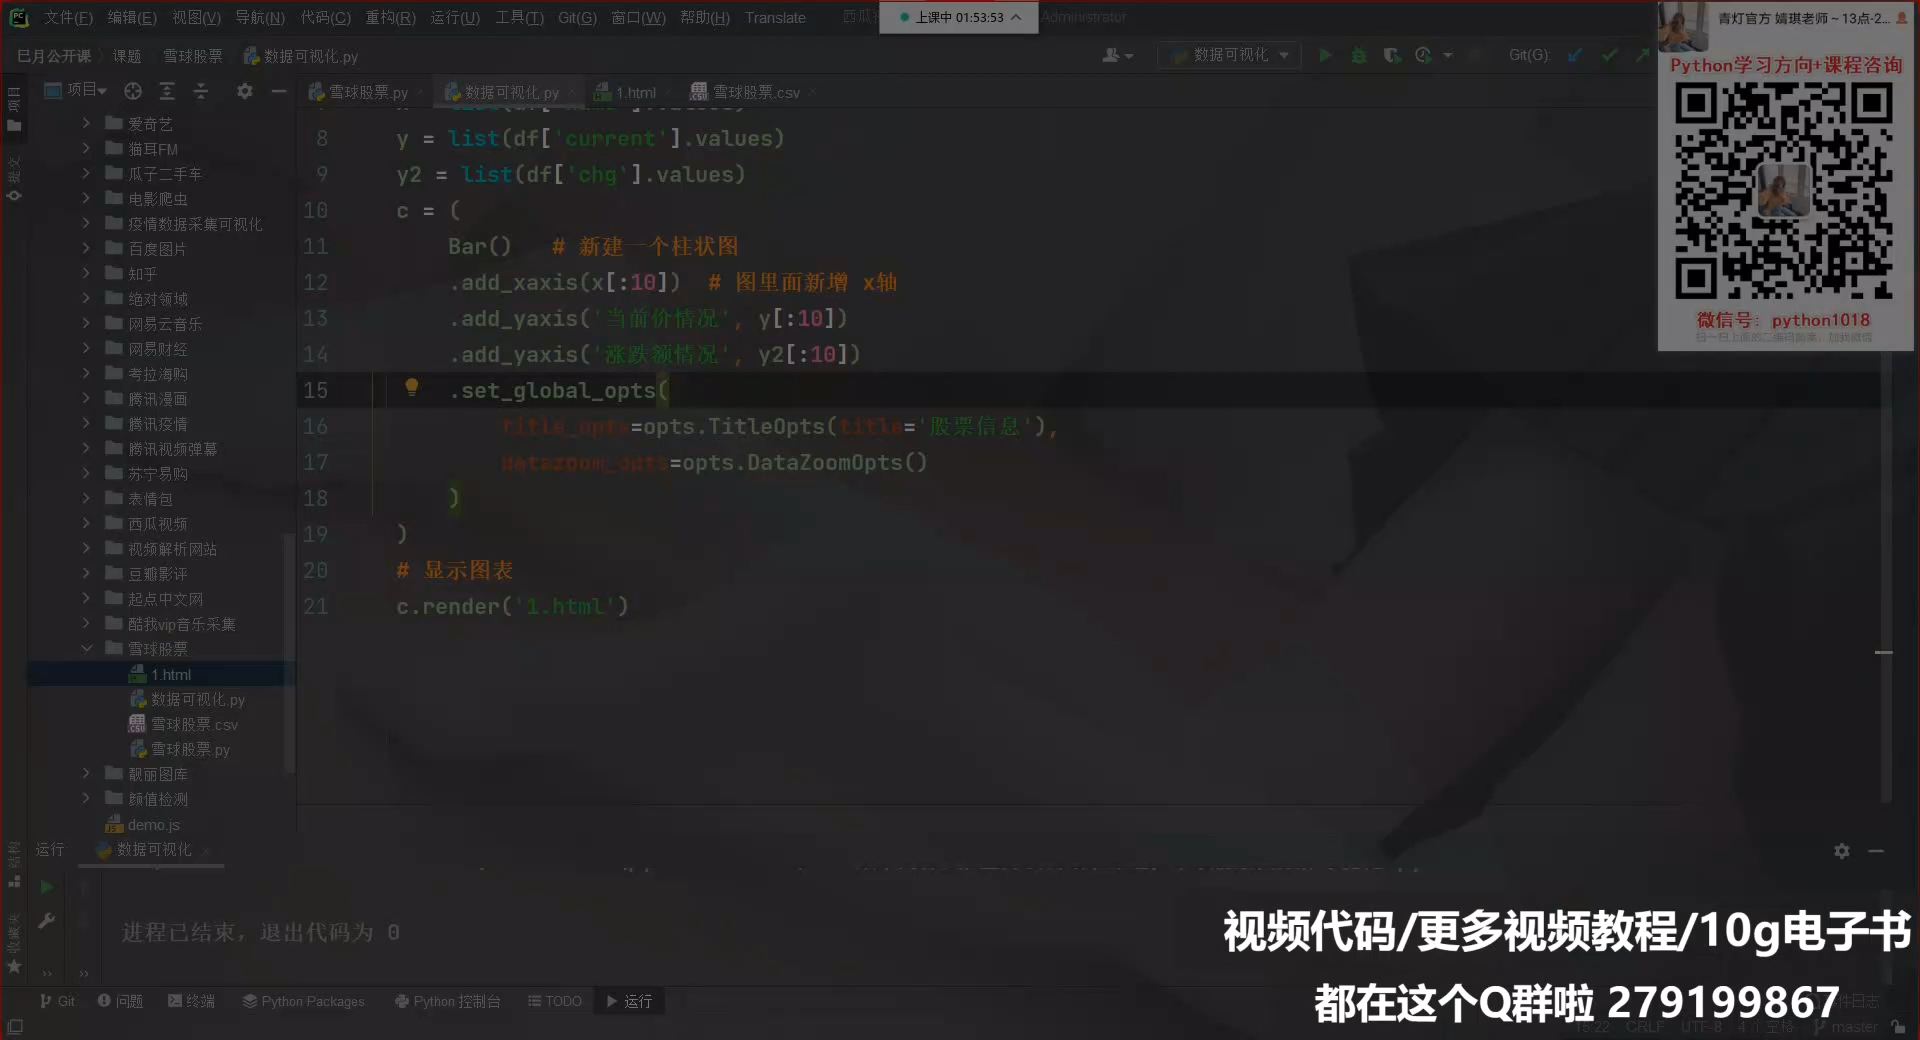 文件(F) 编辑(E) 视图(V) 导航(N) 代码(C) 重构(R) 运行(U) 工具(T) Git(G) 窗口(W) 帮助(H) Translate
上课中 01:53:53
Administrator
青灯官方 婧琪老师～13点-2...
巳月公开课 课题 雪球股票 数据可视化.py
数据可视化
Git(G):
Python学习方向+课程咨询
微信号: python1018
项目
雪球股票.py 数据可视化.py 1.html 雪球股票.csv
爱奇艺
猫耳FM
瓜子二手车
电影爬虫
疫情数据采集可视化
百度图片
知乎
绝对领域
网易云音乐
网易财经
考拉海购
腾讯漫画
腾讯疫情
腾讯视频弹幕
苏宁易购
表情包
西瓜视频
视频解析网站
豆瓣影评
起点中文网
酷我vip音乐采集
雪球股票
1.html
数据可视化.py
雪球股票.csv
雪球股票.py
靓丽图库
颜值检测
demo.js
8 y = list(df['current'].values)
9 y2 = list(df['chg'].values)
10 c = (
11 Bar() # 新建一个柱状图
12 .add_xaxis(x[:10]) # 图里面新增 x轴
13 .add_yaxis('当前价情况', y[:10])
14 .add_yaxis('涨跌额情况', y2[:10])
15 .set_global_opts(
16 title_opts=opts.TitleOpts(title='股票信息'),
17 datazoom_opts=opts.DataZoomOpts()
18 )
19 )
20 # 显示图表
21 c.render('1.html')
运行 数据可视化
进程已结束，退出代码为 0
视频代码/更多视频教程/10g电子书
都在这个Q群啦 279199867
Git 问题 终端 Python Packages Python 控制台 TODO 运行
15:22 CRLF UTF-8 4 个空格 master